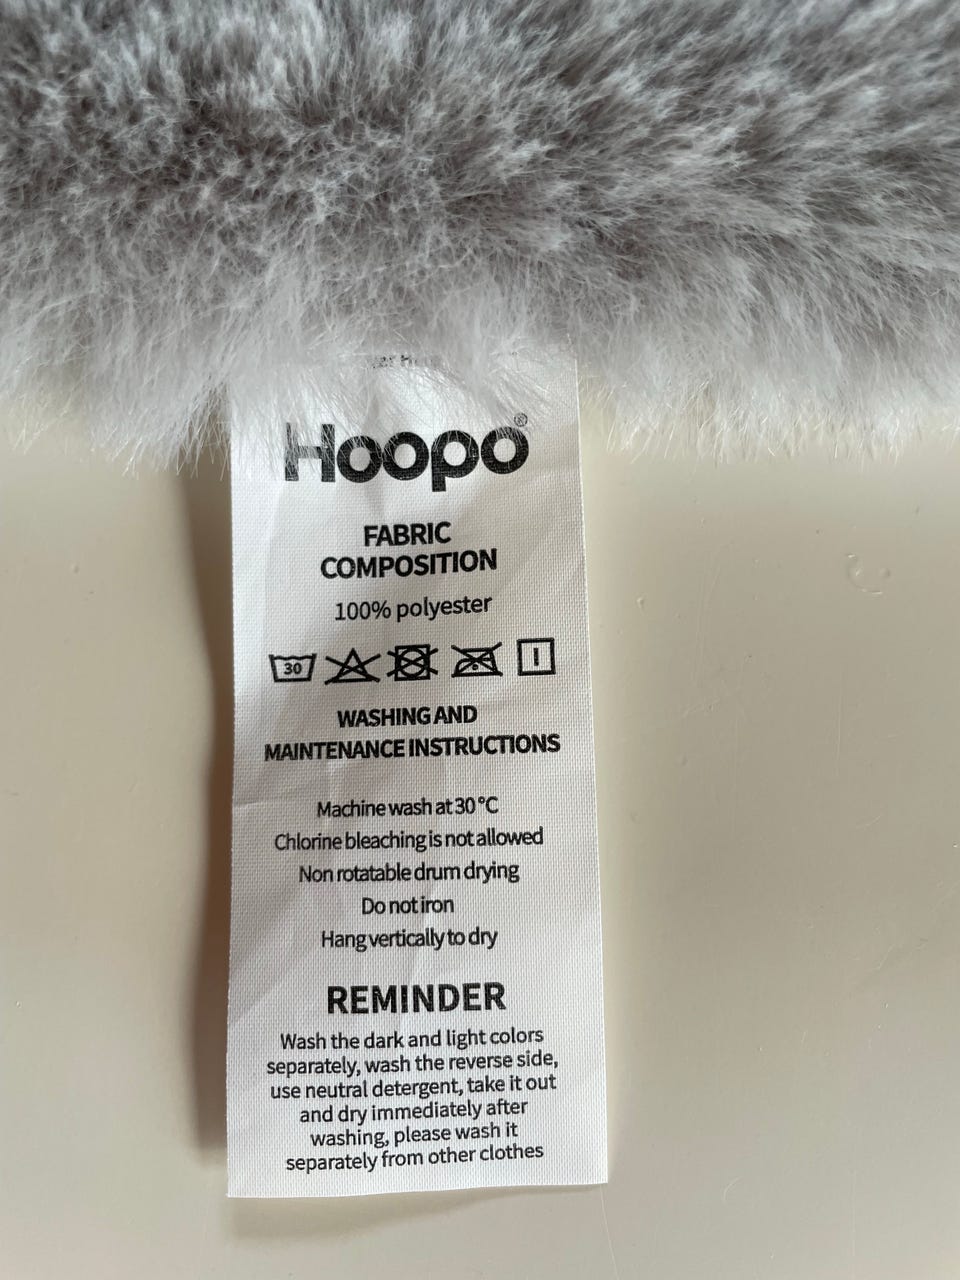 Hoopo®
FABRIC
COMPOSITION
100% polyester
30
WASHING AND
MAINTENANCE INSTRUCTIONS
Machine wash at 30 °C
Chlorine bleaching is not allowed
Non rotatable drum drying
Do not iron
Hang vertically to dry
REMINDER
Wash the dark and light colors
separately, wash the reverse side,
use neutral detergent, take it out
and dry immediately after
washing, please wash it
separately from other clothes